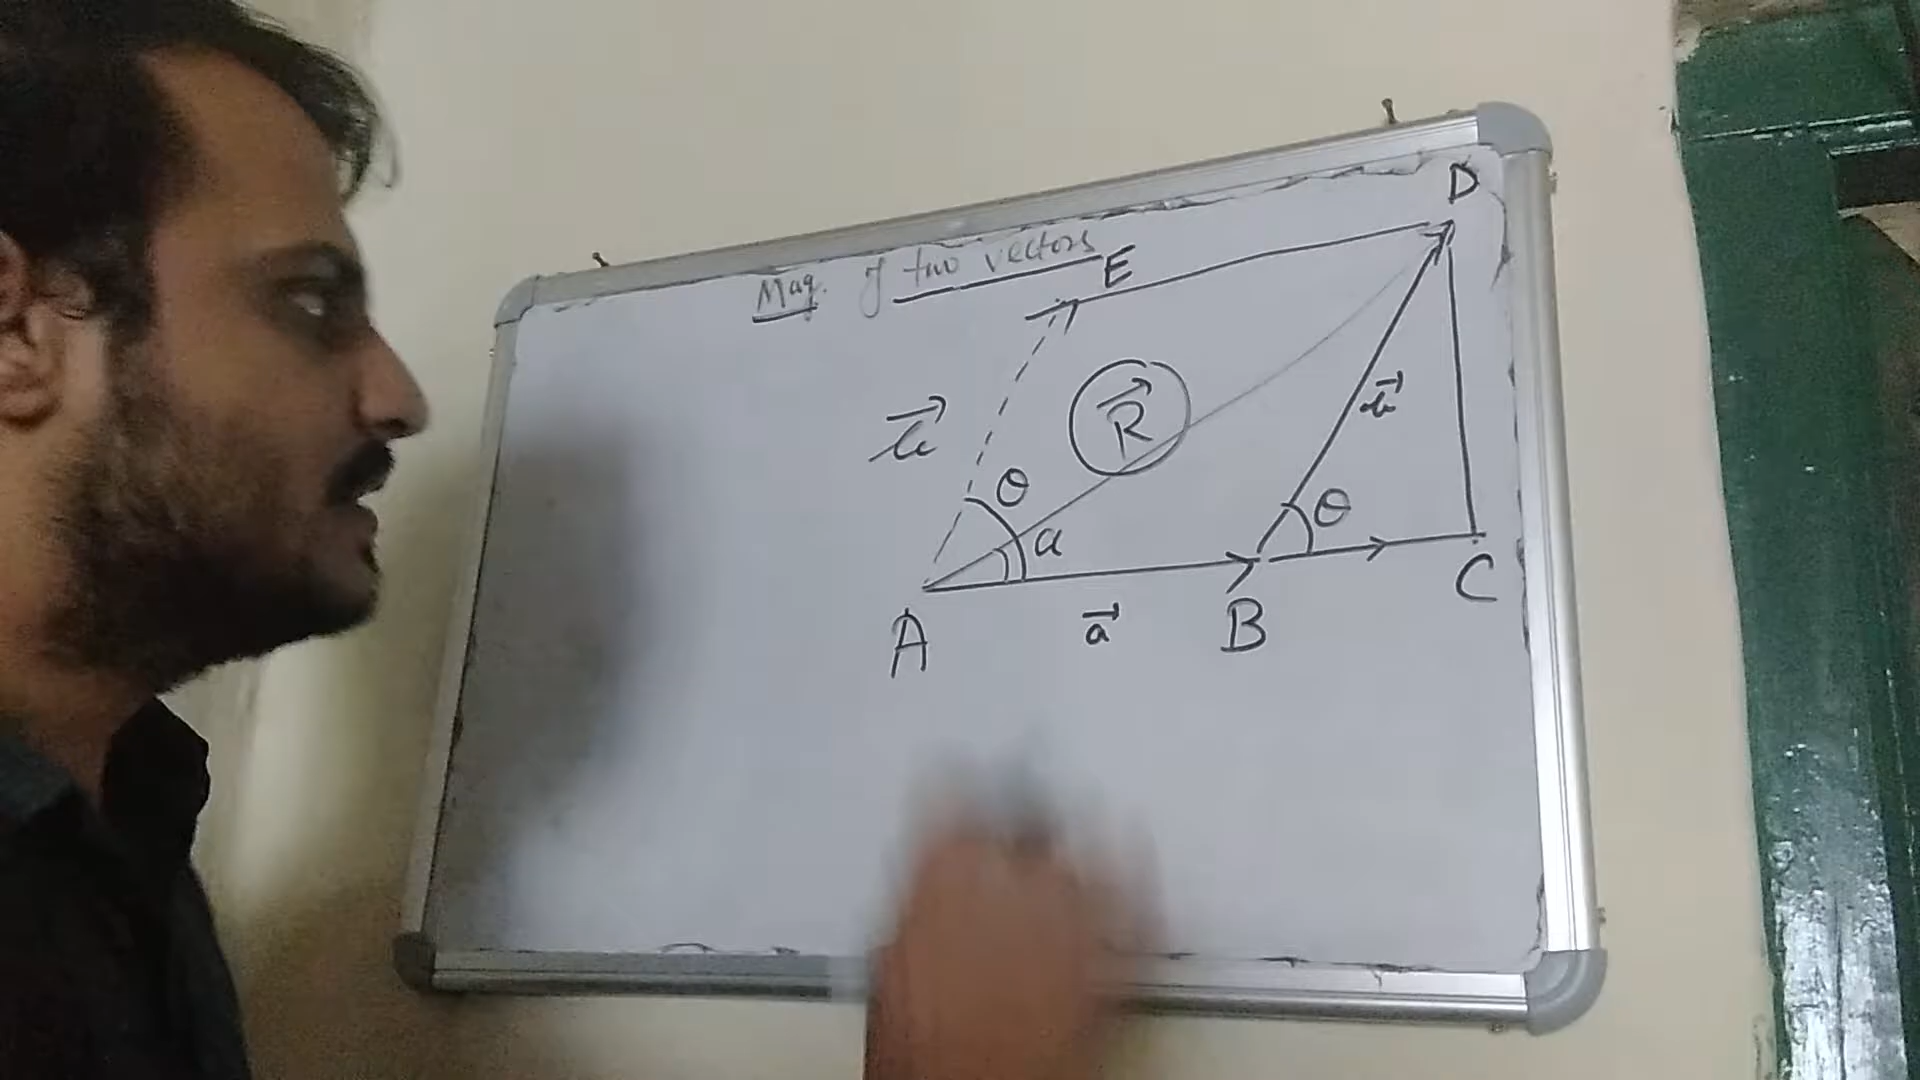 Mag. of two vectors
D
E
b⃗
R⃗
b⃗
θ
α
θ
A
a⃗
B
C